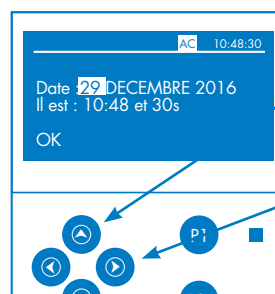 AC 10:48:30
Date : 29 DECEMBRE 2016
Il est : 10:48 et 30s
OK
P1